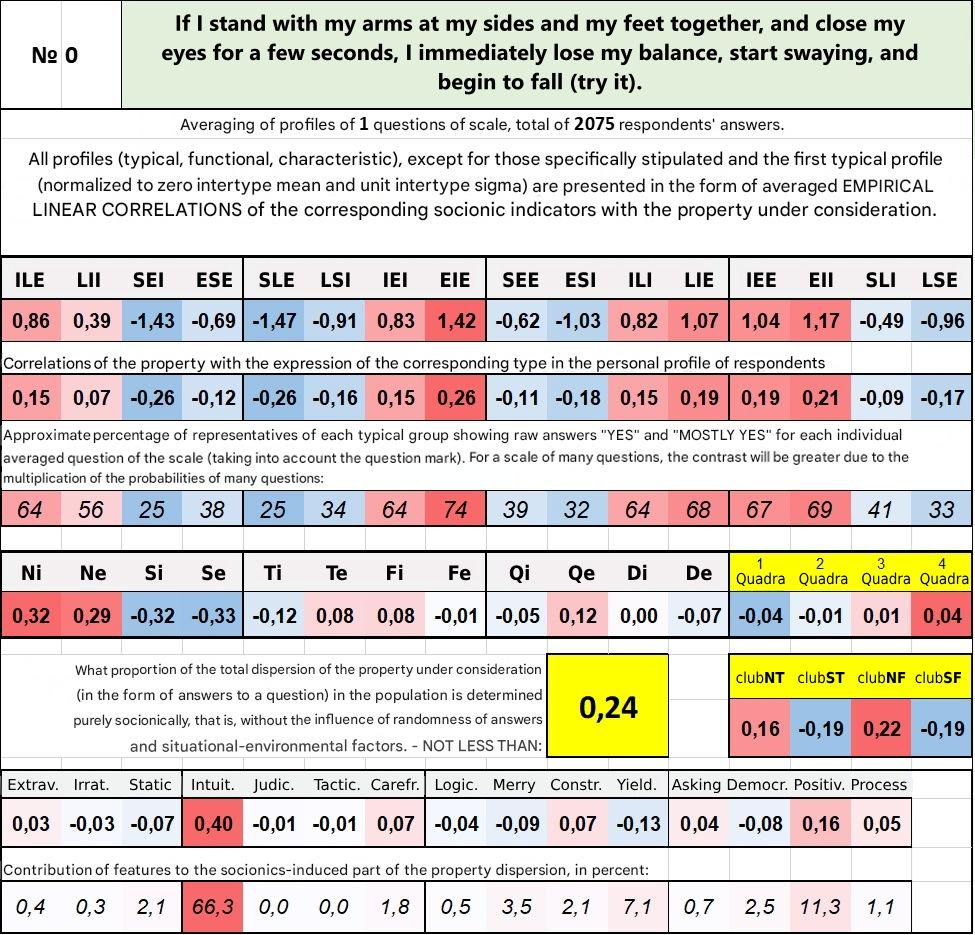 № 0
If I stand with my arms at my sides and my feet together, and close my
eyes for a few seconds, I immediately lose my balance, start swaying, and
begin to fall (try it).
Averaging of profiles of 1 questions of scale, total of 2075 respondents' answers.
All profiles (typical, functional, characteristic), except for those specifically stipulated and the first typical profile
(normalized to zero intertype mean and unit intertype sigma) are presented in the form of averaged EMPIRICAL
LINEAR CORRELATIONS of the corresponding socionic indicators with the property under consideration.
ILE LII SEI ESE SLE LSI IEI EIE SEE ESI ILI LIE IEE EII SLI LSE
0,86 0,39 -1,43 -0,69 -1,47 -0,91 0,83 1,42 -0,62 -1,03 0,82 1,07 1,04 1,17 -0,49 -0,96
Correlations of the property with the expression of the corresponding type in the personal profile of respondents
0,15 0,07 -0,26 -0,12 -0,26 -0,16 0,15 0,26 -0,11 -0,18 0,15 0,19 0,19 0,21 -0,09 -0,17
Approximate percentage of representatives of each typical group showing raw answers "YES" and "MOSTLY YES" for each individual
averaged question of the scale (taking into account the question mark). For a scale of many questions, the contrast will be greater due to the
multiplication of the probabilities of many questions:
64 56 25 38 25 34 64 74 39 32 64 68 67 69 41 33
Ni Ne Si Se Ti Te Fi Fe Qi Qe Di De 1 Quadra 2 Quadra 3 Quadra 4 Quadra
0,32 0,29 -0,32 -0,33 -0,12 0,08 0,08 -0,01 -0,05 0,12 0,00 -0,07 -0,04 -0,01 0,01 0,04
What proportion of the total dispersion of the property under consideration
(in the form of answers to a question) in the population is determined
purely socionically, that is, without the influence of randomness of answers
and situational-environmental factors. - NOT LESS THAN:
0,24
clubNT clubST clubNF clubSF
0,16 -0,19 0,22 -0,19
Extrav. Irrat. Static Intuit. Judic. Tactic. Carefr. Logic. Merry Constr. Yield. Asking Democr. Positiv. Process
0,03 -0,03 -0,07 0,40 -0,01 -0,01 0,07 -0,04 -0,09 0,07 -0,13 0,04 -0,08 0,16 0,05
Contribution of features to the socionics-induced part of the property dispersion, in percent:
0,4 0,3 2,1 66,3 0,0 0,0 1,8 0,5 3,5 2,1 7,1 0,7 2,5 11,3 1,1